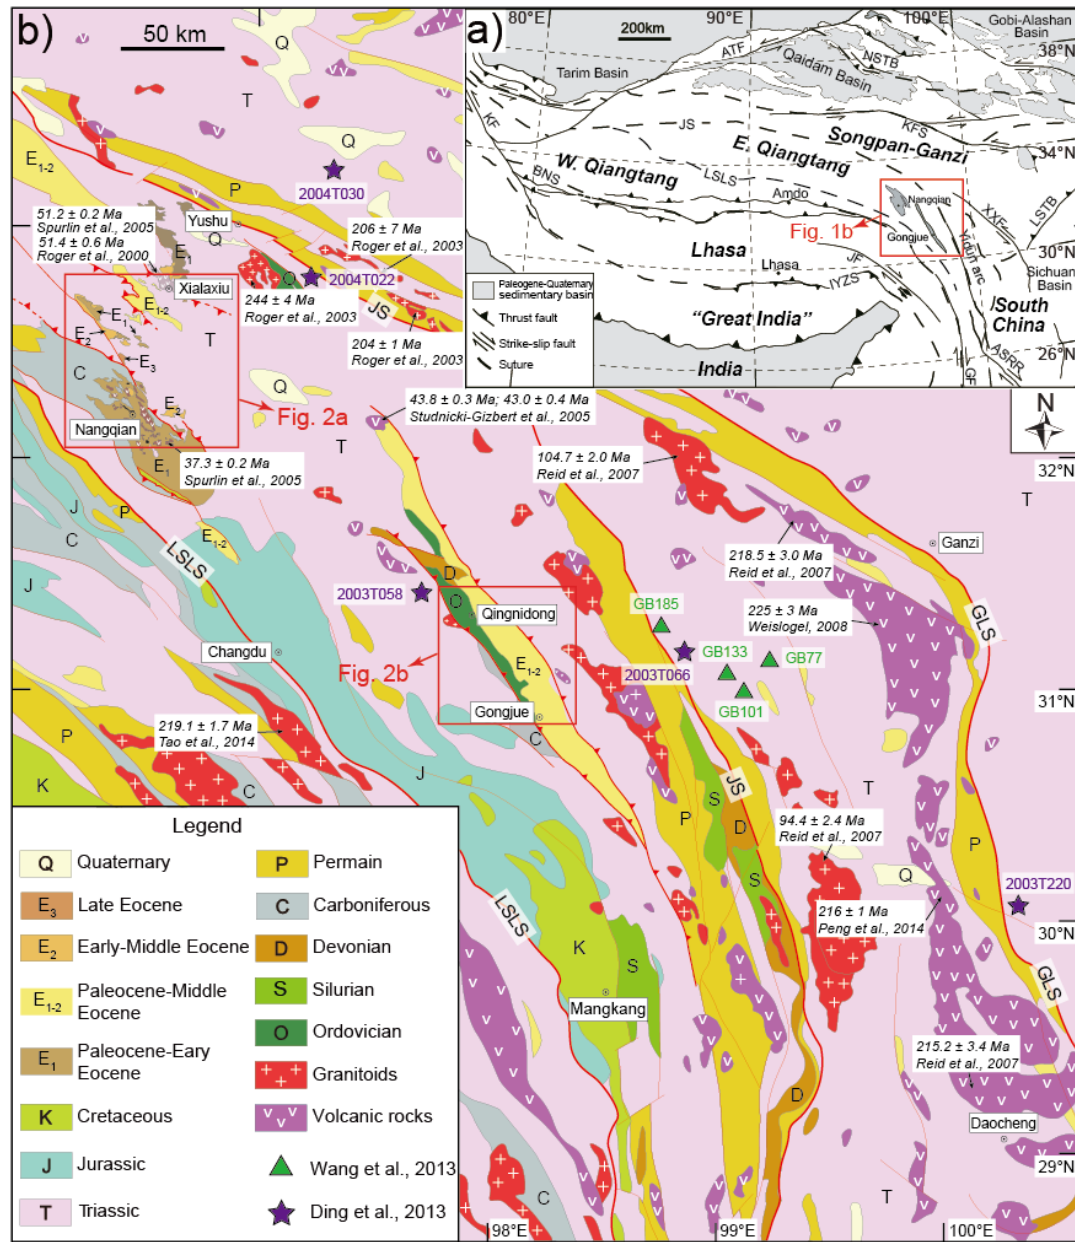 b)
50 km
a)
80°E
90°E
100°E
200km
Gobi-Alashan
Basin
38°N
ATF
NSTB
Tarim Basin
Qaidam Basin
KF
JS
KFS
Songpan-Ganzi
34°N
E. Qiangtang
W. Qiangtang
BNS
LSLS
Amdo
Nangqian
XXF
LSTB
Fig. 1b
Gongjue
Yidun arc
30°N
Lhasa
Lhasa
JF
IYZS
Sichuan
Basin
South
China
"Great India"
ASRR
26°N
GF
India
Paleogene-Quaternary
sedimentary basin
Thrust fault
Strike-slip fault
Suture
N
Q
T
Q
E1-2
P
2004T030
51.2 ± 0.2 Ma
Spurlin et al., 2005
51.4 ± 0.6 Ma
Roger et al., 2000
Yushu
Q
E1
206 ± 7 Ma
Roger et al., 2003
O
2004T022
Xialaxiu
E1-2
244 ± 4 Ma
Roger et al., 2003
JS
T
204 ± 1 Ma
Roger et al., 2003
E1
E2
E3
C
Q
E2
Fig. 2a
Nangqian
43.8 ± 0.3 Ma; 43.0 ± 0.4 Ma
Studnicki-Gizbert et al., 2005
T
E1
37.3 ± 0.2 Ma
Spurlin et al., 2005
104.7 ± 2.0 Ma
Reid et al., 2007
32°N
T
J
P
C
E1-2
LSLS
Ganzi
218.5 ± 3.0 Ma
Reid et al., 2007
J
D
2003T058
O
Qingnidong
GB185
225 ± 3 Ma
Weislogel, 2008
GLS
Changdu
GB133
GB77
Fig. 2b
E1-2
2003T066
GB101
31°N
Gongjue
C
219.1 ± 1.7 Ma
Tao et al., 2014
P
J
K
C
JS
S
P
D
T
94.4 ± 2.4 Ma
Reid et al., 2007
P
S
Q
2003T220
LSLS
216 ± 1 Ma
Peng et al., 2014
30°N
K
S
GLS
Mangkang
215.2 ± 3.4 Ma
Reid et al., 2007
D
Daocheng
29°N
C
T
98°E
99°E
100°E
Legend
Q Quaternary
E3 Late Eocene
E2 Early-Middle Eocene
E1-2 Paleocene-Middle
Eocene
E1 Paleocene-Eary
Eocene
K Cretaceous
J Jurassic
T Triassic
P Permain
C Carboniferous
D Devonian
S Silurian
O Ordovician
Granitoids
Volcanic rocks
Wang et al., 2013
Ding et al., 2013